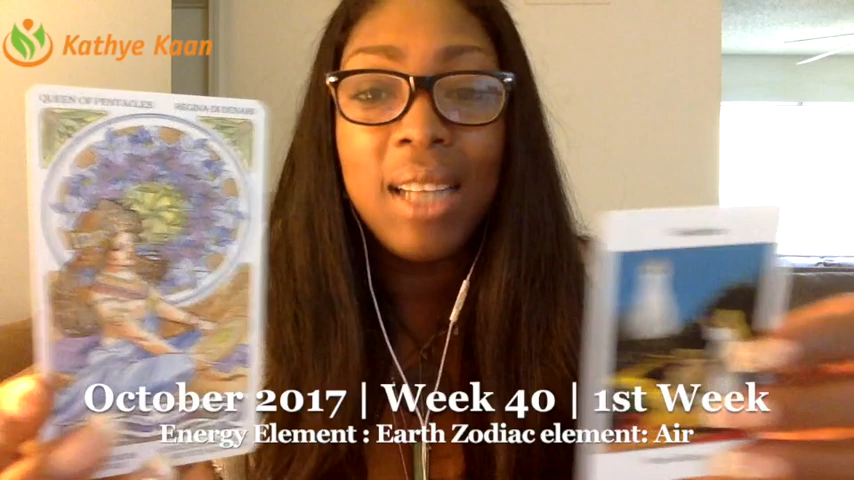 Kathye Kaan
QUEEN OF PENTACLES
REGINA DI DENARI
October 2017 | Week 40 | 1st Week
Energy Element : Earth Zodiac element: Air